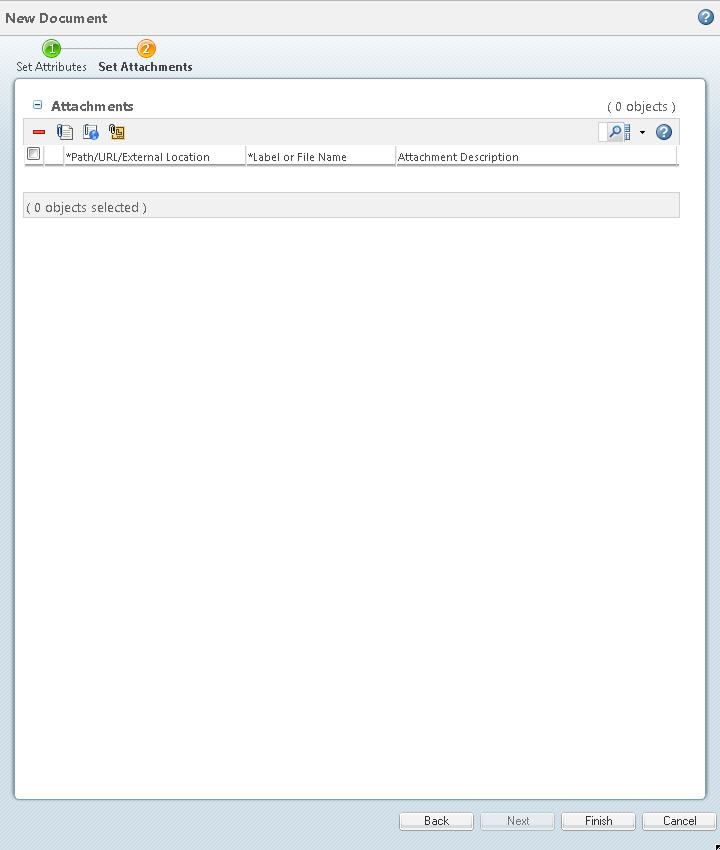 New Document
1 2
Set Attributes Set Attachments
Attachments ( 0 objects )
*Path/URL/External Location *Label or File Name Attachment Description
( 0 objects selected )
Back Next Finish Cancel